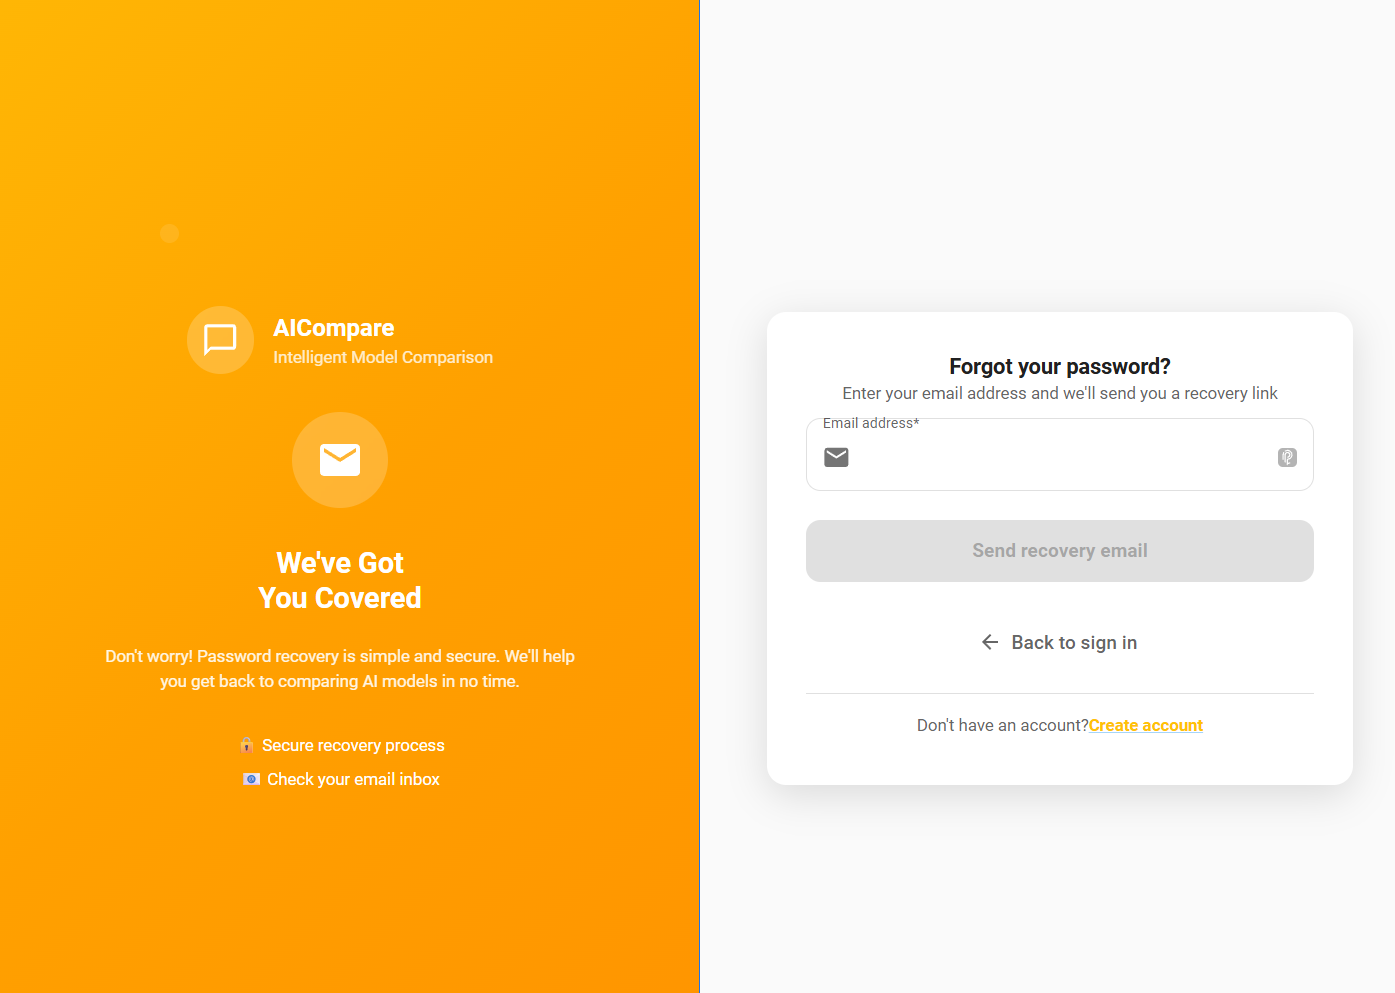 AICompare
Intelligent Model Comparison
We've Got
You Covered
Don't worry! Password recovery is simple and secure. We'll help
you get back to comparing AI models in no time.
Secure recovery process
Check your email inbox
Forgot your password?
Enter your email address and we'll send you a recovery link
Email address*
Send recovery email
Back to sign in
Don't have an account?Create account